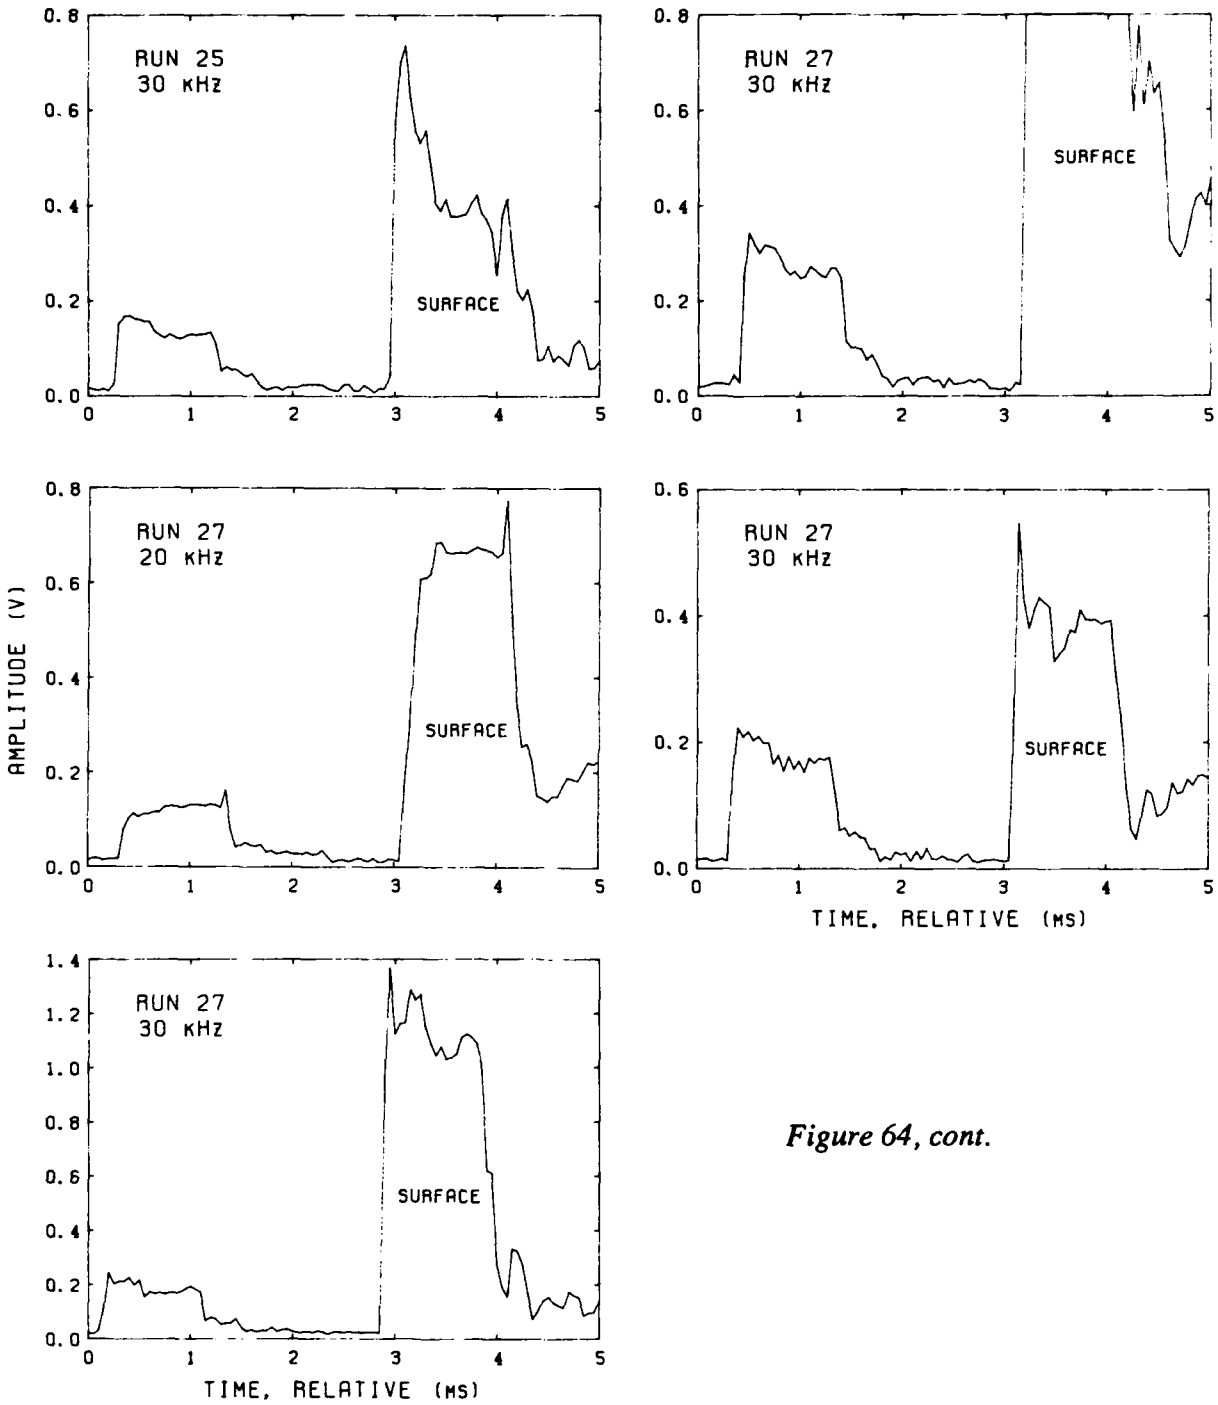 0.8
0.6
0.4
0.2
0.0
RUN 25
30 KHz
SURFACE
0 1 2 3 4 5
0.8
0.6
0.4
0.2
0.0
RUN 27
30 KHz
SURFACE
0 1 2 3 4 5
AMPLITUDE (V)
0.8
0.6
0.4
0.2
0.0
RUN 27
20 KHz
SURFACE
0 1 2 3 4 5
0.6
0.4
0.2
0.0
RUN 27
30 KHz
SURFACE
0 1 2 3 4 5
TIME, RELATIVE (MS)
1.4
1.2
1.0
0.8
0.6
0.4
0.2
0.0
RUN 27
30 KHz
SURFACE
0 1 2 3 4 5
TIME, RELATIVE (MS)
Figure 64, cont.